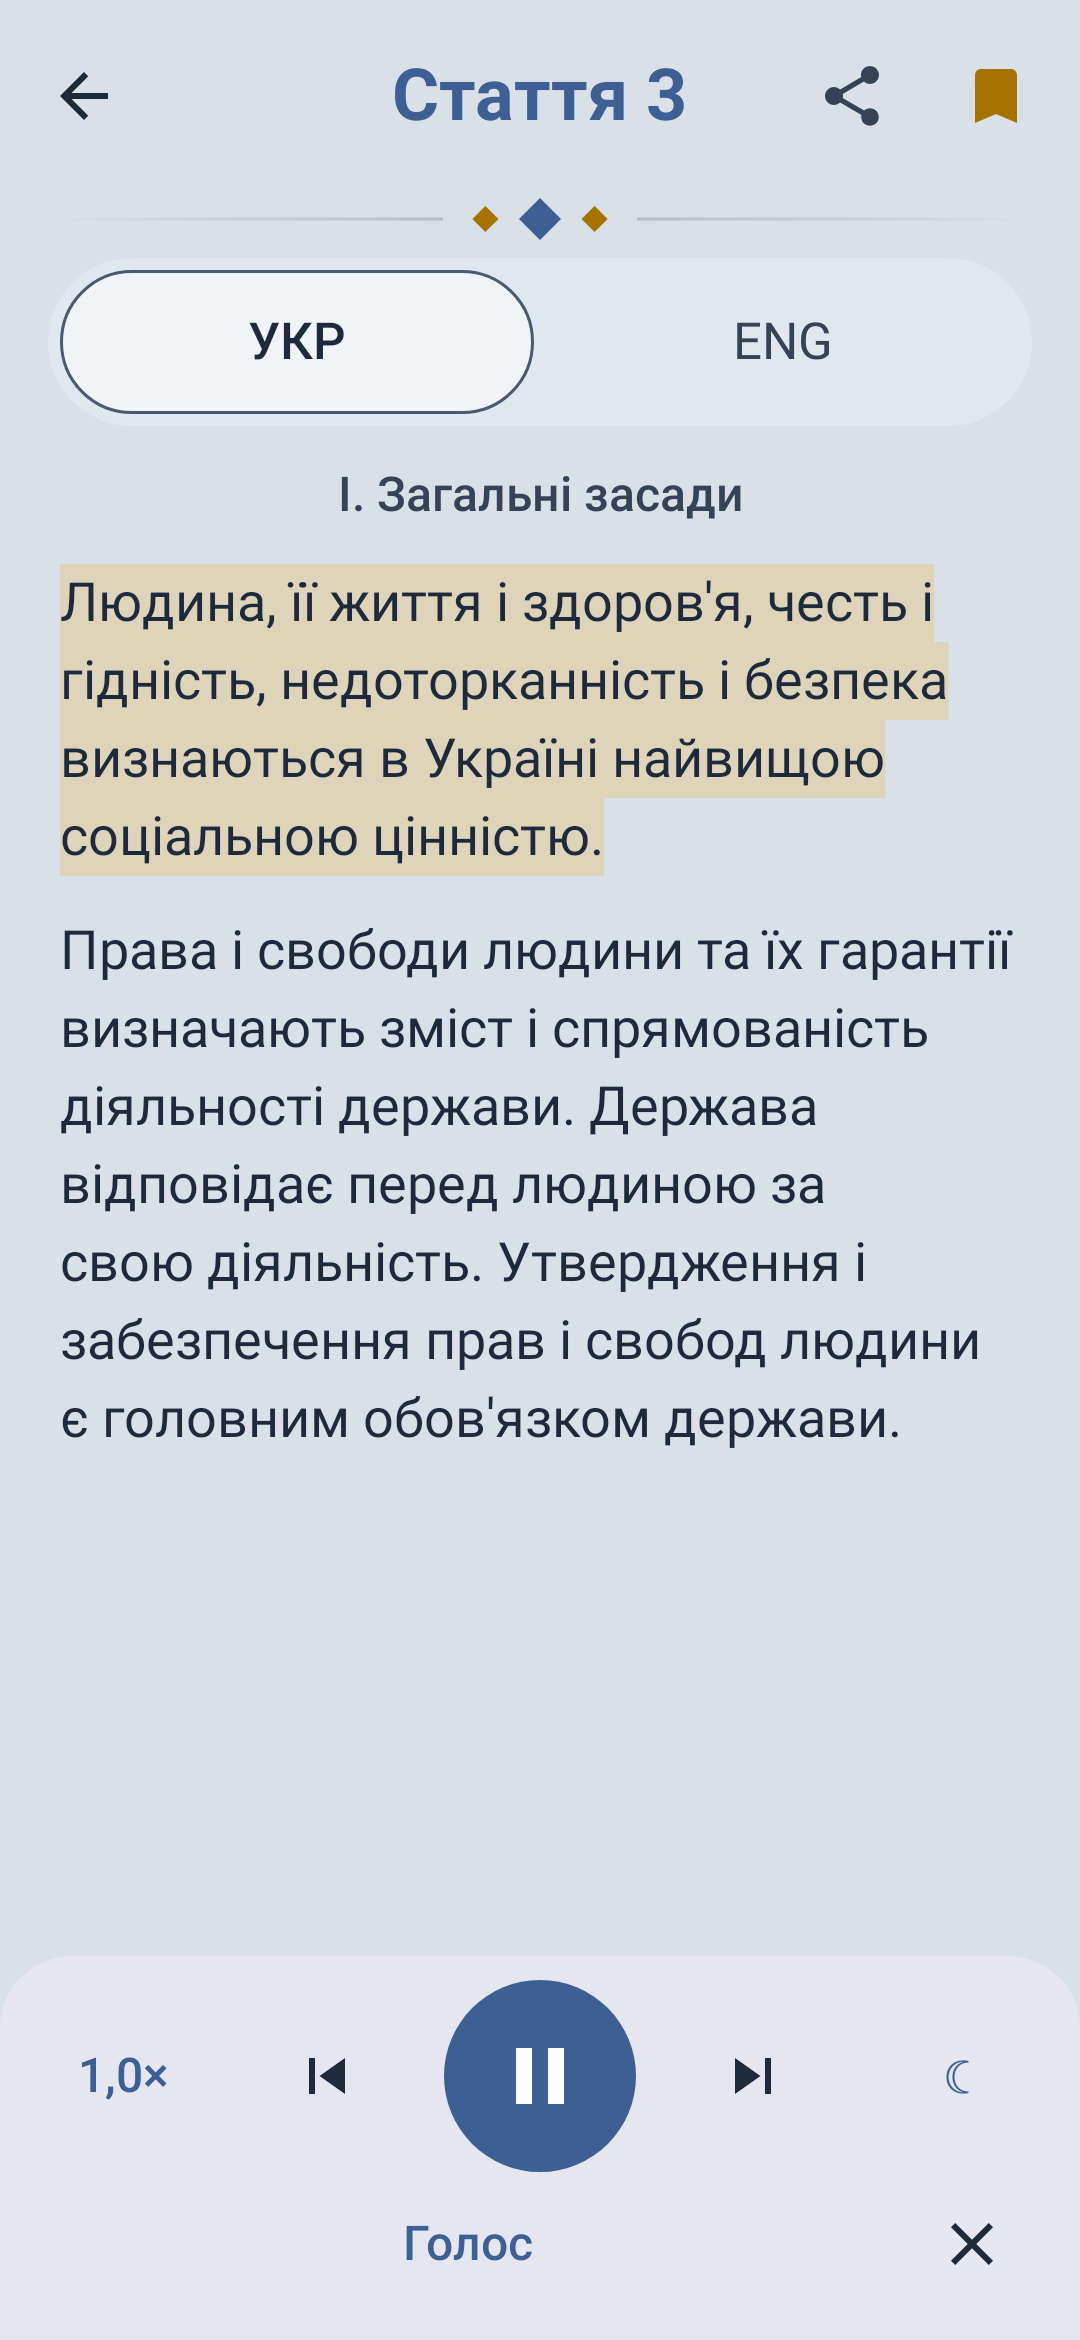 Стаття 3
УКР
ENG
І. Загальні засади
Людина, її життя і здоров'я, честь і
гідність, недоторканність і безпека
визнаються в Україні найвищою
соціальною цінністю.
Права і свободи людини та їх гарантії
визначають зміст і спрямованість
діяльності держави. Держава
відповідає перед людиною за
свою діяльність. Утвердження і
забезпечення прав і свобод людини
є головним обов'язком держави.
1,0×
Голос